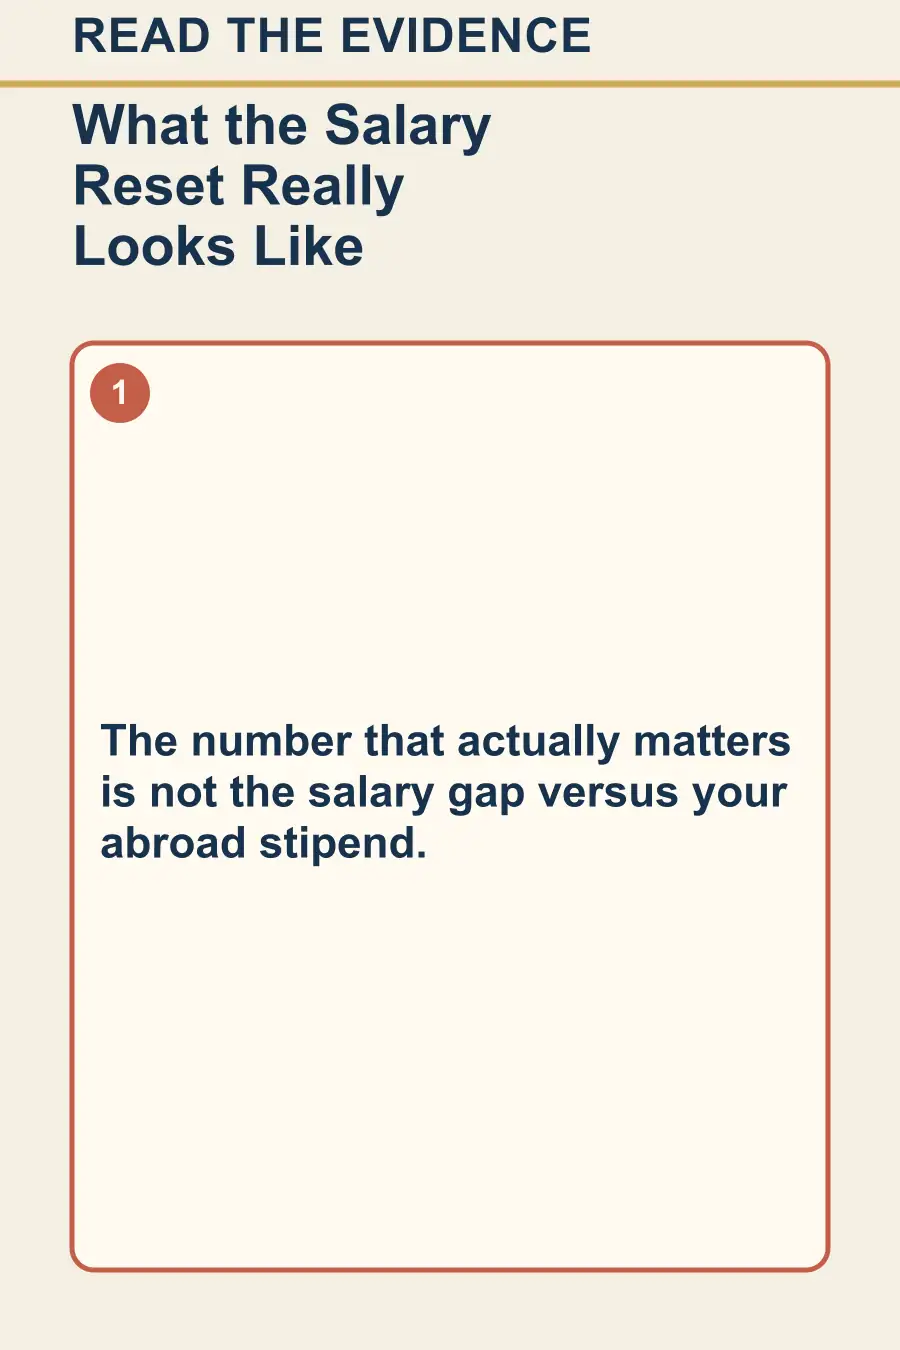 READ THE EVIDENCE
What the Salary
Reset Really
Looks Like
1
The number that actually matters
is not the salary gap versus your
abroad stipend.